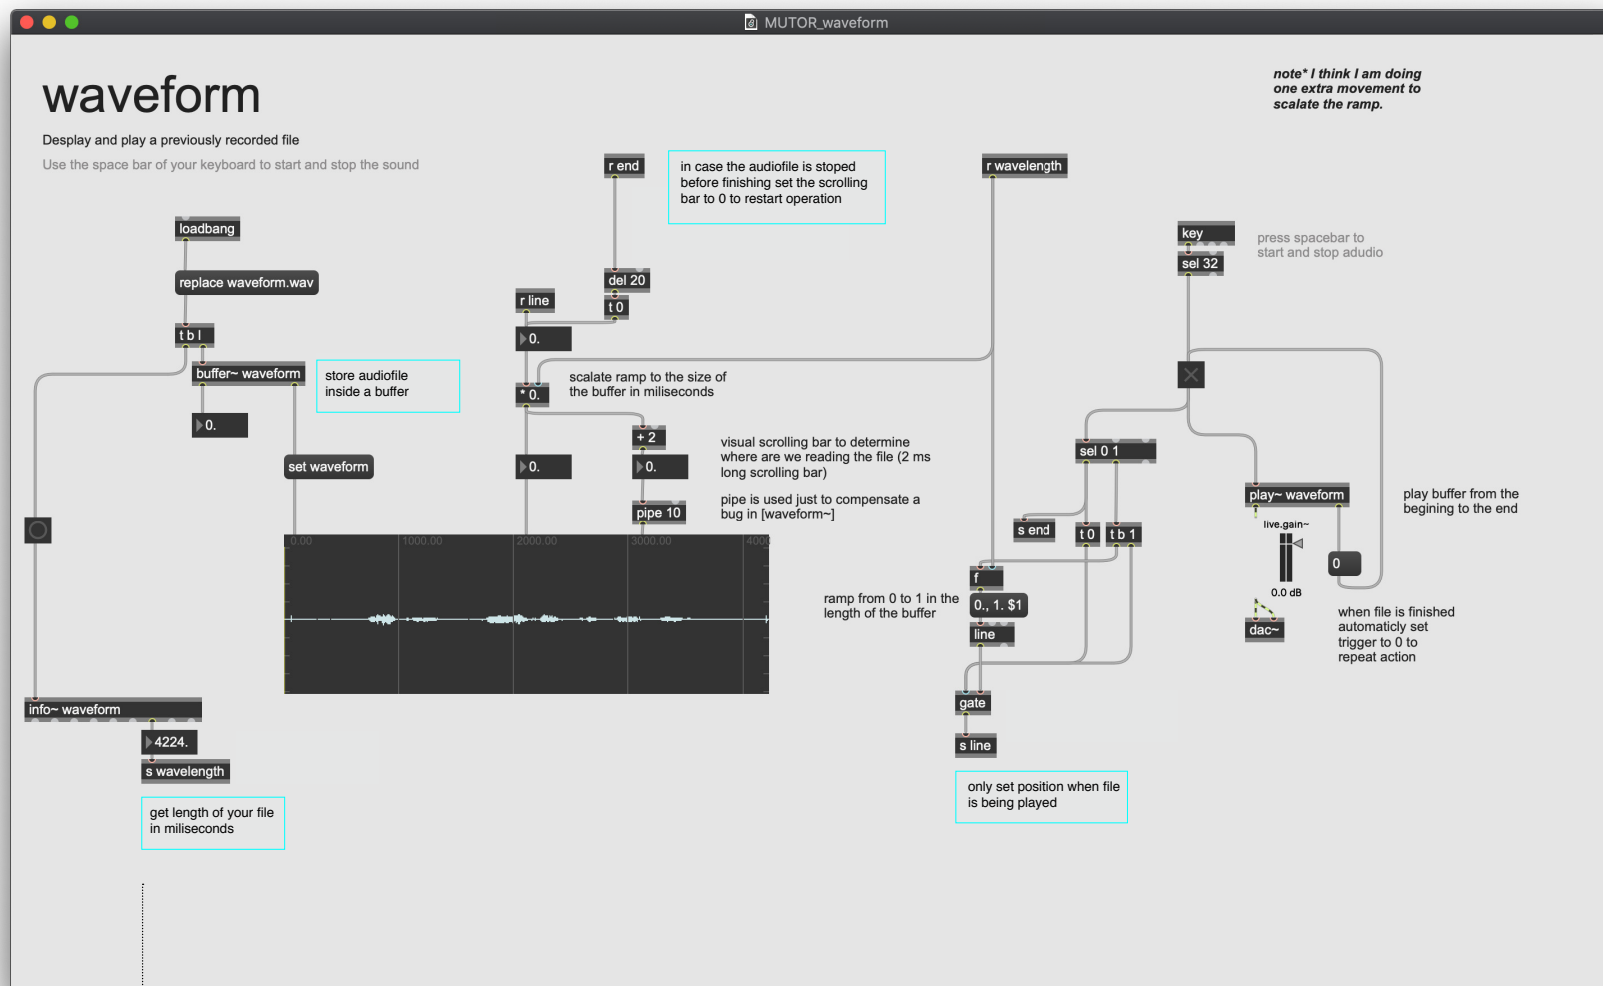 MUTOR_waveform
waveform
Desplay and play a previously recorded file
Use the space bar of your keyboard to start and stop the sound
note* I think I am doing
one extra movement to
scalate the ramp.
r end
in case the audiofile is stoped
before finishing set the scrolling
bar to 0 to restart operation
r wavelength
loadbang
replace waveform.wav
t b l
buffer~ waveform
0.
store audiofile
inside a buffer
set waveform
del 20
t 0
r line
0.
* 0.
scalate ramp to the size of
the buffer in miliseconds
+ 2
0.
0.
pipe 10
visual scrolling bar to determine
where are we reading the file (2 ms
long scrolling bar)
pipe is used just to compensate a
bug in [waveform~]
0.00
1000.00
2000.00
3000.00
4000
key
sel 32
press spacebar to
start and stop adudio
sel 0 1
s end
t 0
t b 1
play~ waveform
play buffer from the
begining to the end
live.gain~
0.0 dB
0
dac~
when file is finished
automaticly set
trigger to 0 to
repeat action
f
0., 1. $1
line
ramp from 0 to 1 in the
length of the buffer
gate
s line
only set position when file
is being played
info~ waveform
4224.
s wavelength
get length of your file
in miliseconds